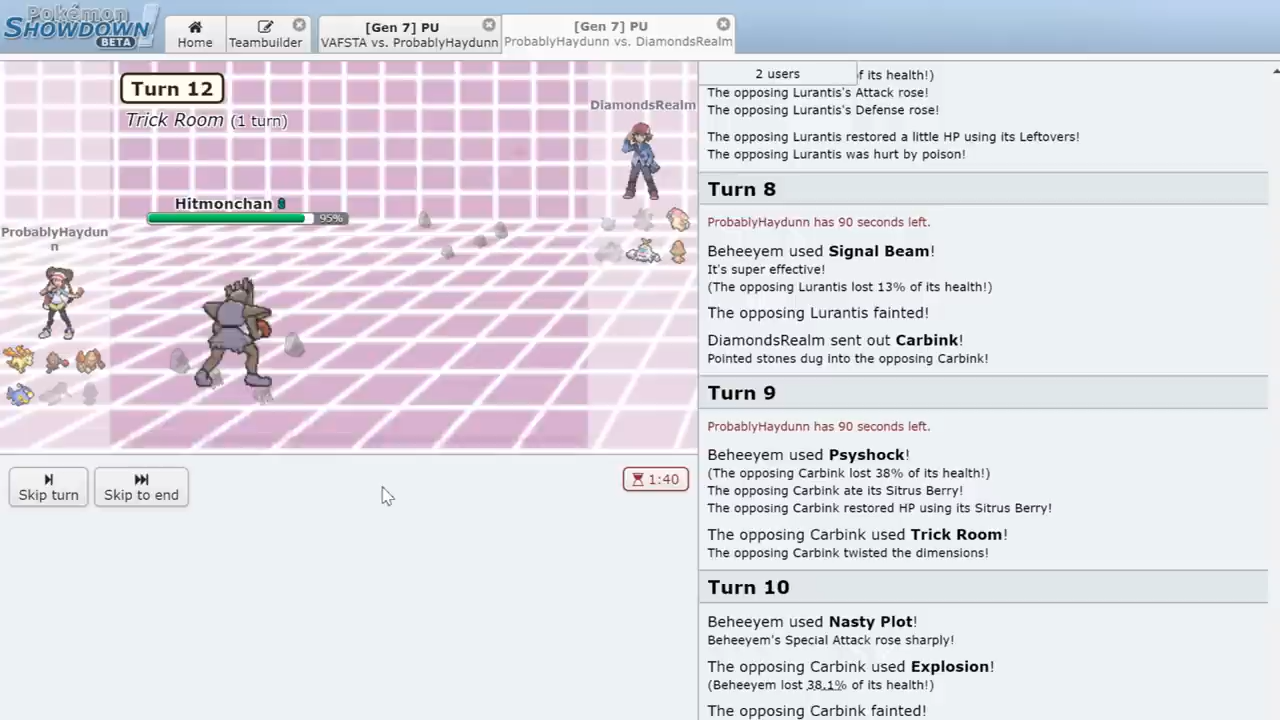 Pokémon
SHOWDOWN!
BETA
Home
Teambuilder
[Gen 7] PU
VAFSTA vs. ProbablyHaydunn
[Gen 7] PU
ProbablyHaydunn vs. DiamondsRealm
Turn 12
Trick Room (1 turn)
DiamondsRealm
Hitmonchan
95%
ProbablyHaydun
n
Skip turn
Skip to end
1:40
2 users
of its health!)
The opposing Lurantis's Attack rose!
The opposing Lurantis's Defense rose!
The opposing Lurantis restored a little HP using its Leftovers!
The opposing Lurantis was hurt by poison!
Turn 8
ProbablyHaydunn has 90 seconds left.
Beheeyem used Signal Beam!
It's super effective!
(The opposing Lurantis lost 13% of its health!)
The opposing Lurantis fainted!
DiamondsRealm sent out Carbink!
Pointed stones dug into the opposing Carbink!
Turn 9
ProbablyHaydunn has 90 seconds left.
Beheeyem used Psyshock!
(The opposing Carbink lost 38% of its health!)
The opposing Carbink ate its Sitrus Berry!
The opposing Carbink restored HP using its Sitrus Berry!
The opposing Carbink used Trick Room!
The opposing Carbink twisted the dimensions!
Turn 10
Beheeyem used Nasty Plot!
Beheeyem's Special Attack rose sharply!
The opposing Carbink used Explosion!
(Beheeyem lost 38.1% of its health!)
The opposing Carbink fainted!